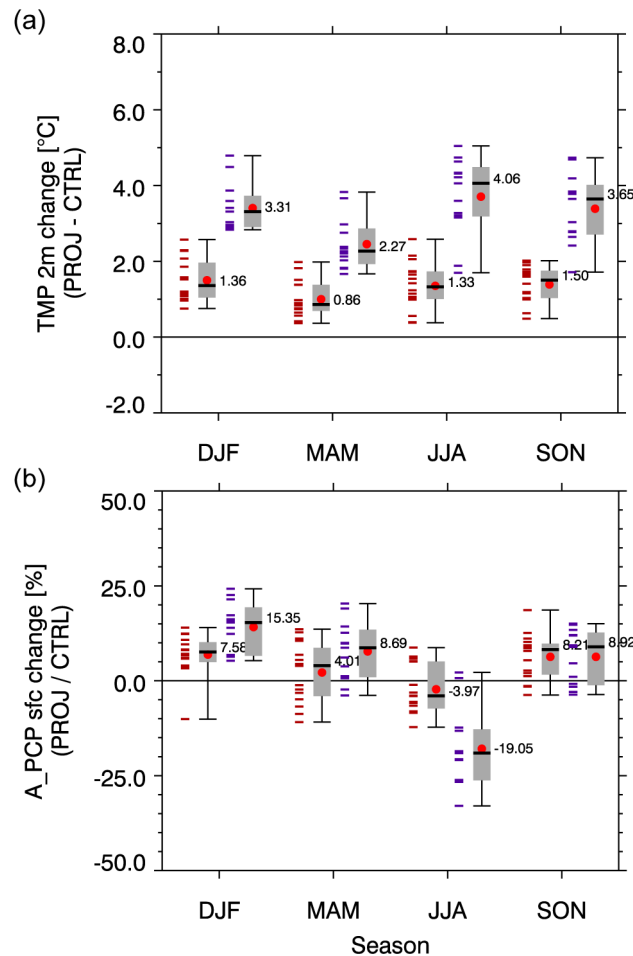 (a)
8.0
6.0
4.0
2.0
0.0
-2.0
TMP 2m change [°C]
(PROJ - CTRL)
1.36
3.31
0.86
2.27
1.33
4.06
1.50
3.65
DJF
MAM
JJA
SON
(b)
50.0
25.0
0.0
-25.0
-50.0
A_PCP sfc change [%]
(PROJ / CTRL)
7.58
15.35
4.01
8.69
-3.97
-19.05
8.21
8.92
DJF
MAM
JJA
SON
Season